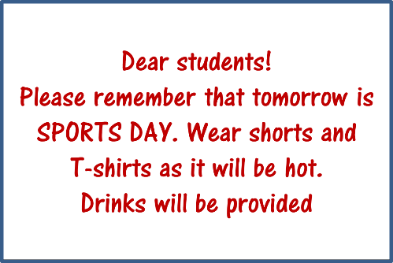 Dear students!
Please remember that tomorrow is
SPORTS DAY. Wear shorts and
T-shirts as it will be hot.
Drinks will be provided